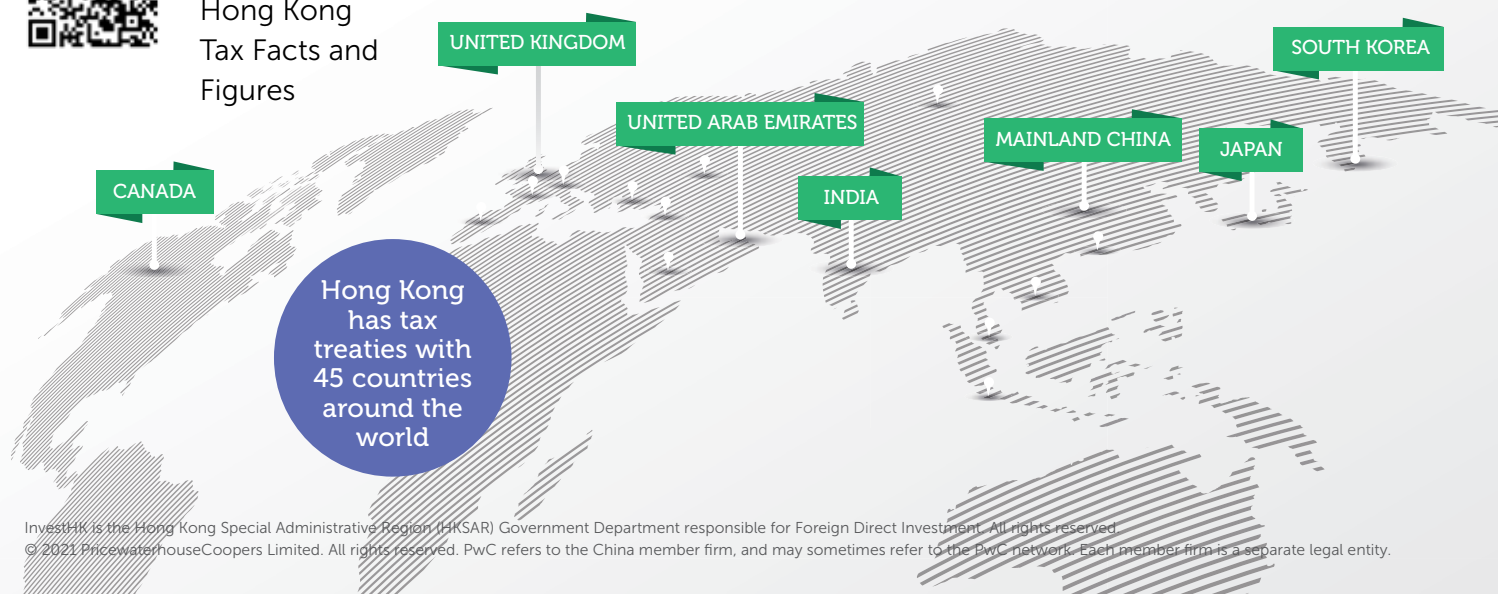 Hong Kong
Tax Facts and
Figures
UNITED KINGDOM
SOUTH KOREA
UNITED ARAB EMIRATES
MAINLAND CHINA
JAPAN
CANADA
INDIA
Hong Kong
has tax
treaties with
45 countries
around the
world
InvestHK is the Hong Kong Special Administrative Region (HKSAR) Government Department responsible for Foreign Direct Investment. All rights reserved.
© 2021 PricewaterhouseCoopers Limited. All rights reserved. PwC refers to the China member firm, and may sometimes refer to the PwC network. Each member firm is a separate legal entity.